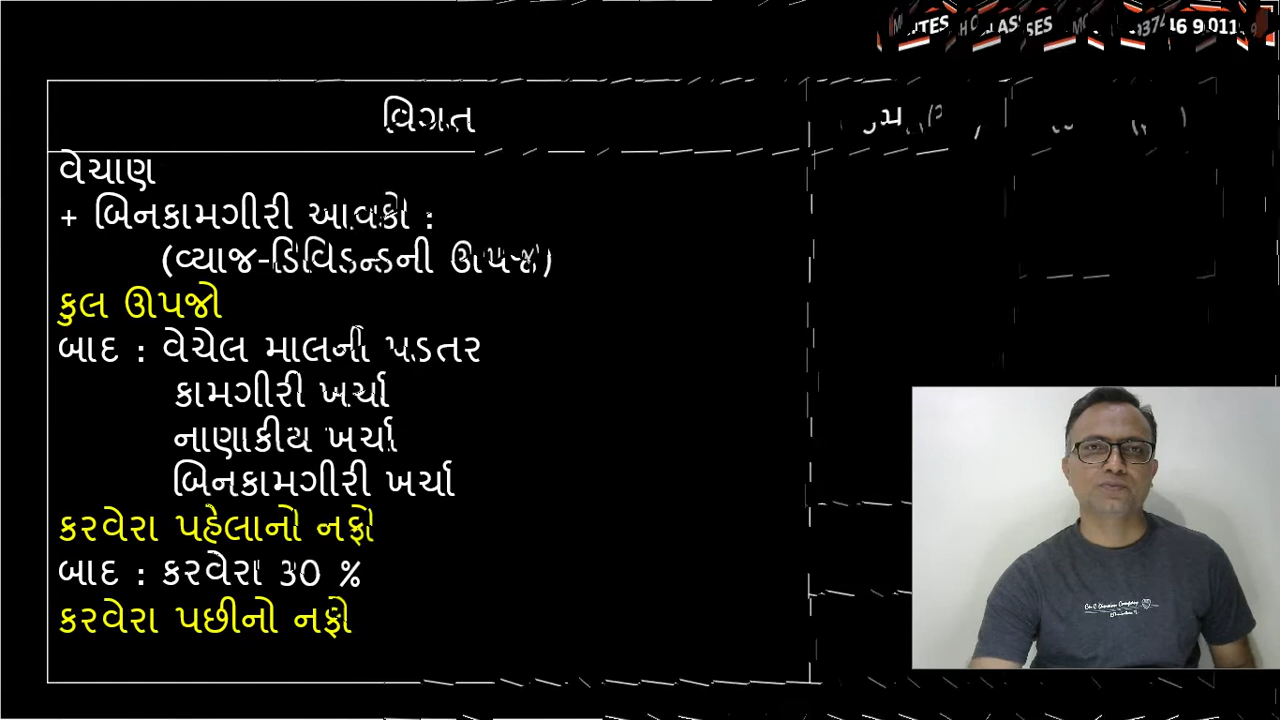 વિગત
વેચાણ
+ બિનકામગીરી આવકો :
(વ્યાજ-ડિવિડન્ડની ઊપજો)
કુલ ઊપજો
બાદ : વેચેલ માલની પડતર
કામગીરી ખર્ચા
નાણાકીય ખર્ચા
બિનકામગીરી ખર્ચા
કરવેરા પહેલાનો નફો
બાદ : કરવેરા 30 %
કરવેરા પછીનો નફો